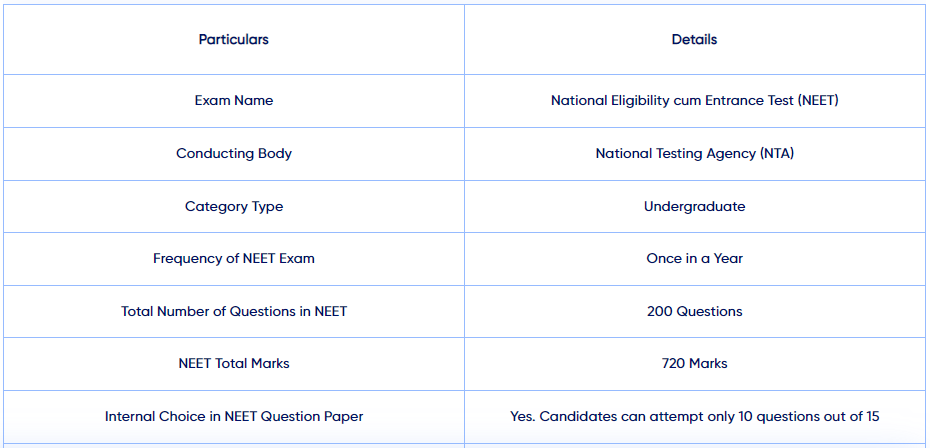 Particulars Details
Exam Name National Eligibility cum Entrance Test (NEET)
Conducting Body National Testing Agency (NTA)
Category Type Undergraduate
Frequency of NEET Exam Once in a Year
Total Number of Questions in NEET 200 Questions
NEET Total Marks 720 Marks
Internal Choice in NEET Question Paper Yes. Candidates can attempt only 10 questions out of 15